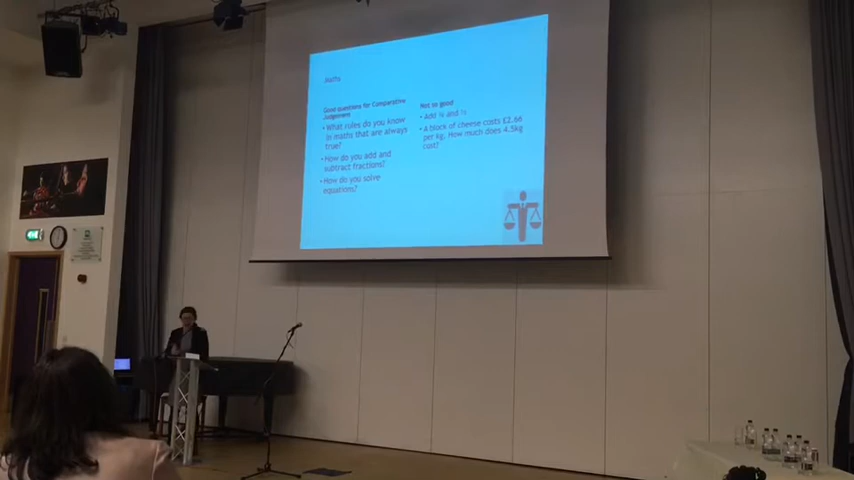 Maths
Good questions for Comparative
Judgement
• What rules do you know
in maths that are always
true?
• How do you add and
subtract fractions?
• How do you solve
equations?
Not so good
• Add ⅛ and ½
• A block of cheese costs £2.66
per kg. How much does 4.5kg
cost?